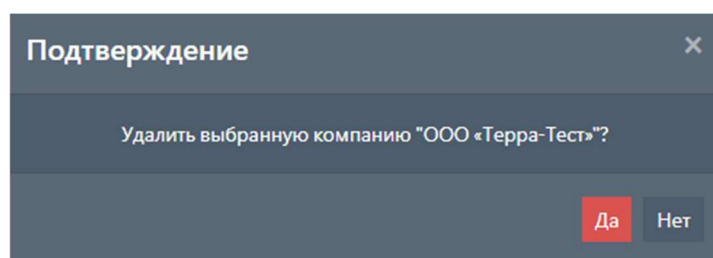 Подтверждение
Удалить выбранную компанию "ООО «Терра-Тест»"?
Да Нет